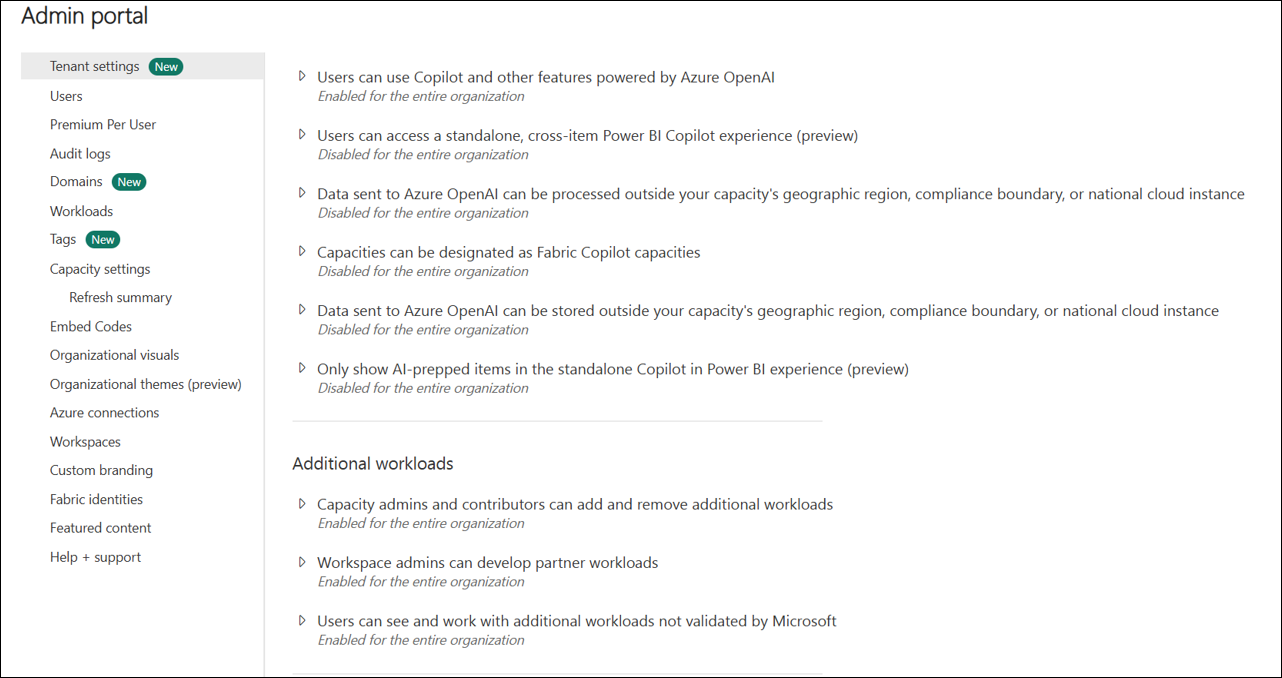 Admin portal
Tenant settings New
Users
Premium Per User
Audit logs
Domains New
Workloads
Tags New
Capacity settings
Refresh summary
Embed Codes
Organizational visuals
Organizational themes (preview)
Azure connections
Workspaces
Custom branding
Fabric identities
Featured content
Help + support
Users can use Copilot and other features powered by Azure OpenAI
Enabled for the entire organization
Users can access a standalone, cross-item Power BI Copilot experience (preview)
Disabled for the entire organization
Data sent to Azure OpenAI can be processed outside your capacity's geographic region, compliance boundary, or national cloud instance
Disabled for the entire organization
Capacities can be designated as Fabric Copilot capacities
Disabled for the entire organization
Data sent to Azure OpenAI can be stored outside your capacity's geographic region, compliance boundary, or national cloud instance
Disabled for the entire organization
Only show AI-prepped items in the standalone Copilot in Power BI experience (preview)
Disabled for the entire organization
Additional workloads
Capacity admins and contributors can add and remove additional workloads
Enabled for the entire organization
Workspace admins can develop partner workloads
Enabled for the entire organization
Users can see and work with additional workloads not validated by Microsoft
Enabled for the entire organization